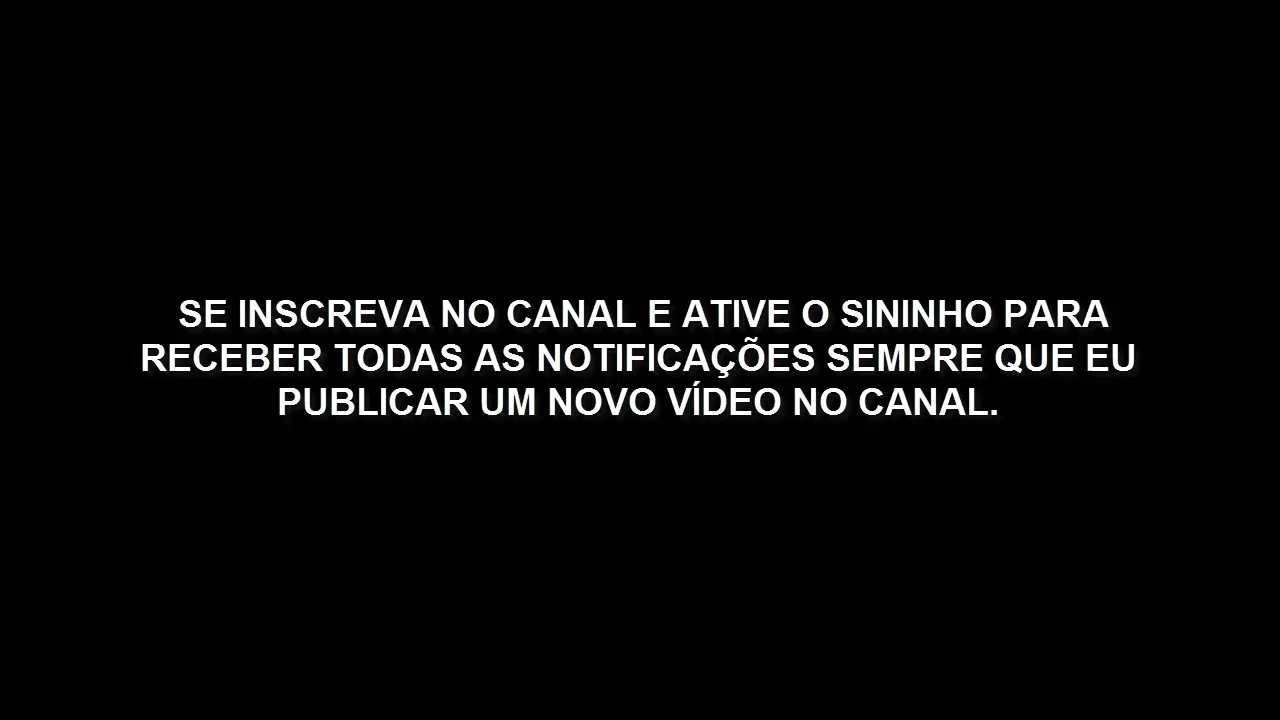 SE INSCREVA NO CANAL E ATIVE O SININHO PARA
RECEBER TODAS AS NOTIFICAÇÕES SEMPRE QUE EU
PUBLICAR UM NOVO VÍDEO NO CANAL.